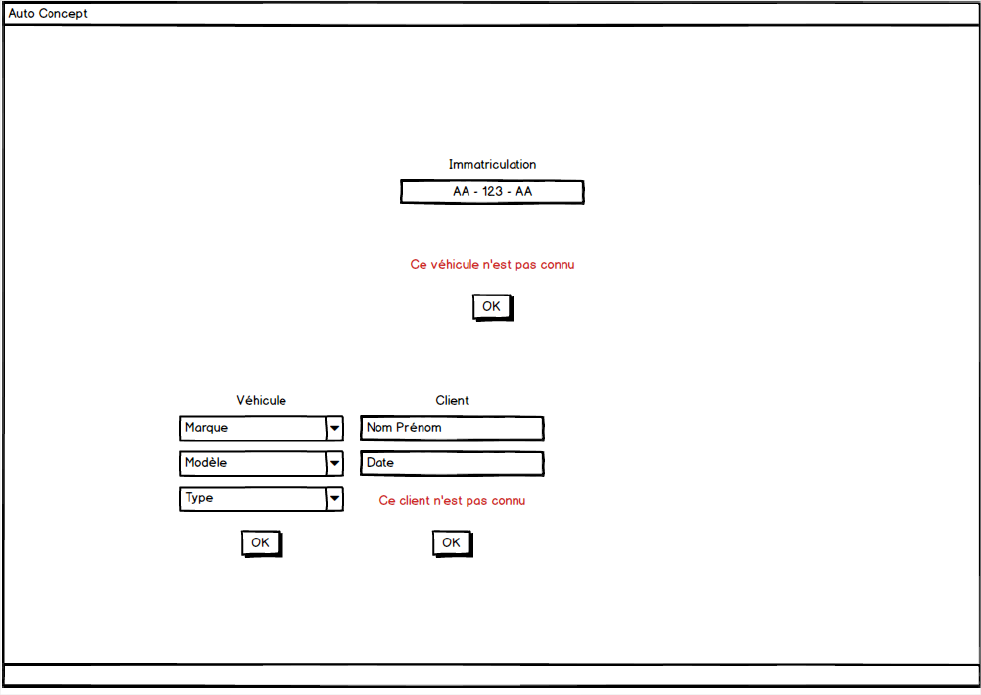 Auto Concept
Immatriculation
AA - 123 - AA
Ce véhicule n'est pas connu
OK
Véhicule
Marque
Modèle
Type
OK
Client
Nom Prénom
Date
Ce client n'est pas connu
OK